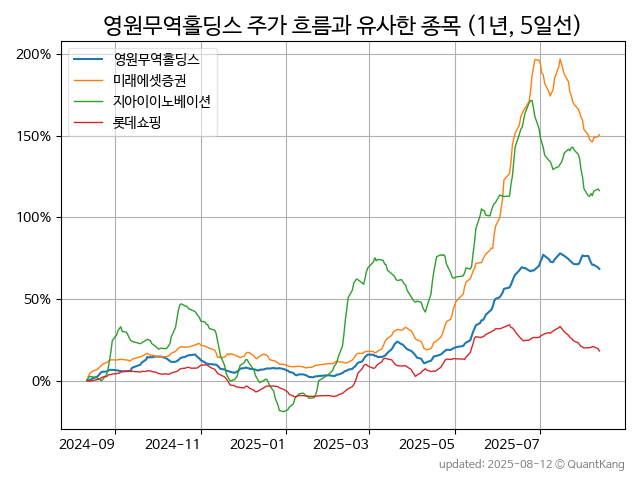 영원무역홀딩스 주가 흐름과 유사한 종목 (1년, 5일선)
영원무역홀딩스
미래에셋증권
지아이이노베이션
롯데쇼핑
200%
150%
100%
50%
0%
2024-09
2024-11
2025-01
2025-03
2025-05
2025-07
updated: 2025-08-12 © QuantKang